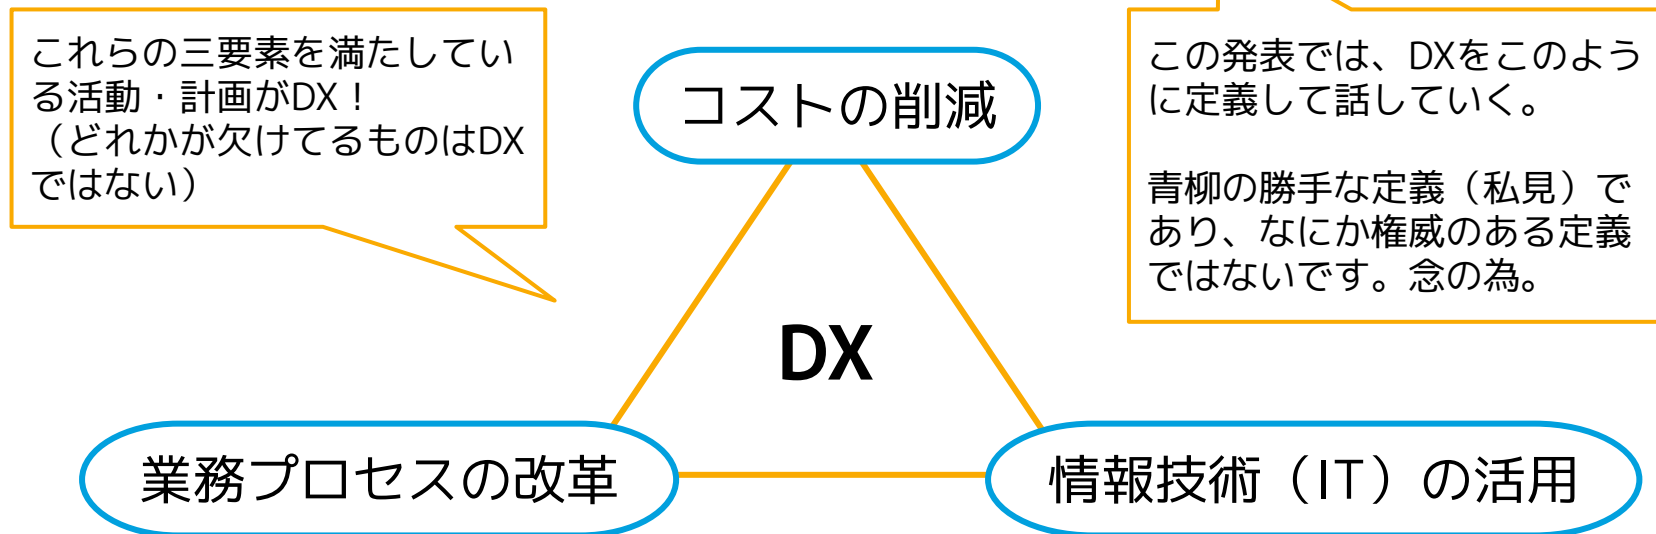 これらの三要素を満たしてい
る活動・計画がDX！
（どれかが欠けてるものはDX
ではない）
コストの削減
この発表では、DXをこのよう
に定義して話していく。
青柳の勝手な定義（私見）で
あり、なにか権威のある定義
ではないです。念の為。
DX
業務プロセスの改革
情報技術（IT）の活用